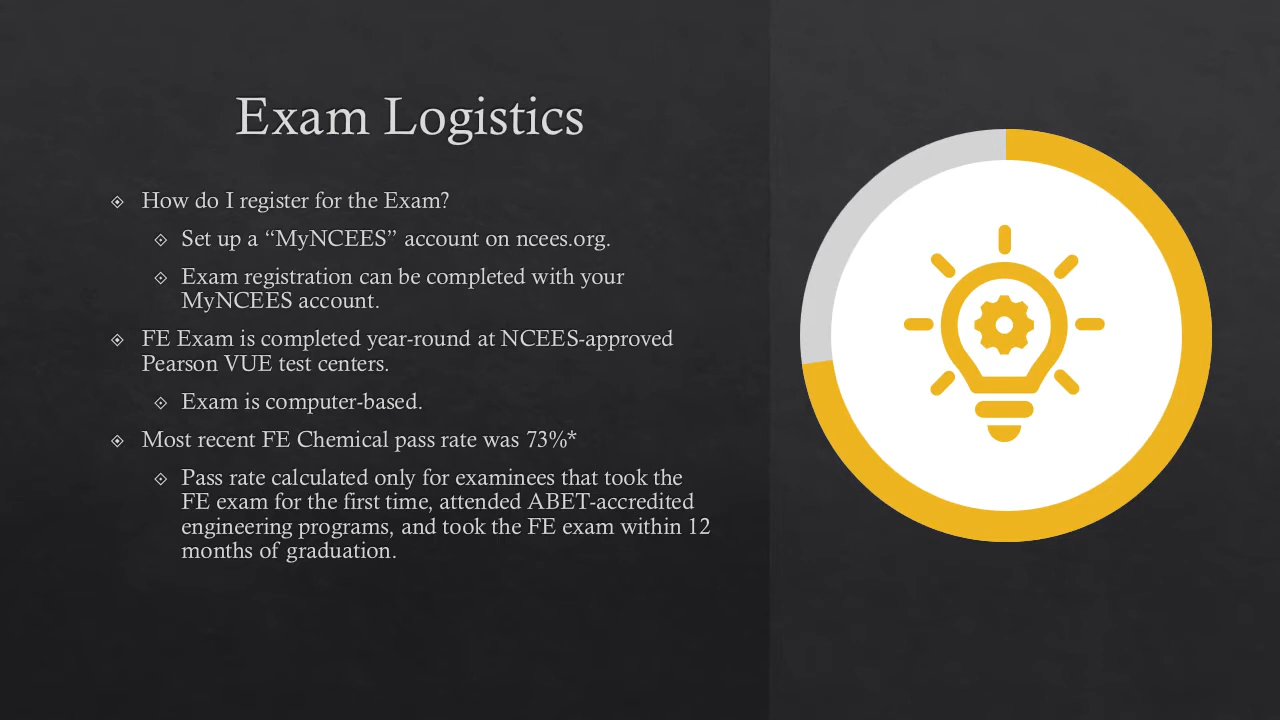 Exam Logistics
How do I register for the Exam?
Set up a “MyNCEES” account on ncees.org.
Exam registration can be completed with your
MyNCEES account.
FE Exam is completed year-round at NCEES-approved
Pearson VUE test centers.
Exam is computer-based.
Most recent FE Chemical pass rate was 73%*
Pass rate calculated only for examinees that took the
FE exam for the first time, attended ABET-accredited
engineering programs, and took the FE exam within 12
months of graduation.